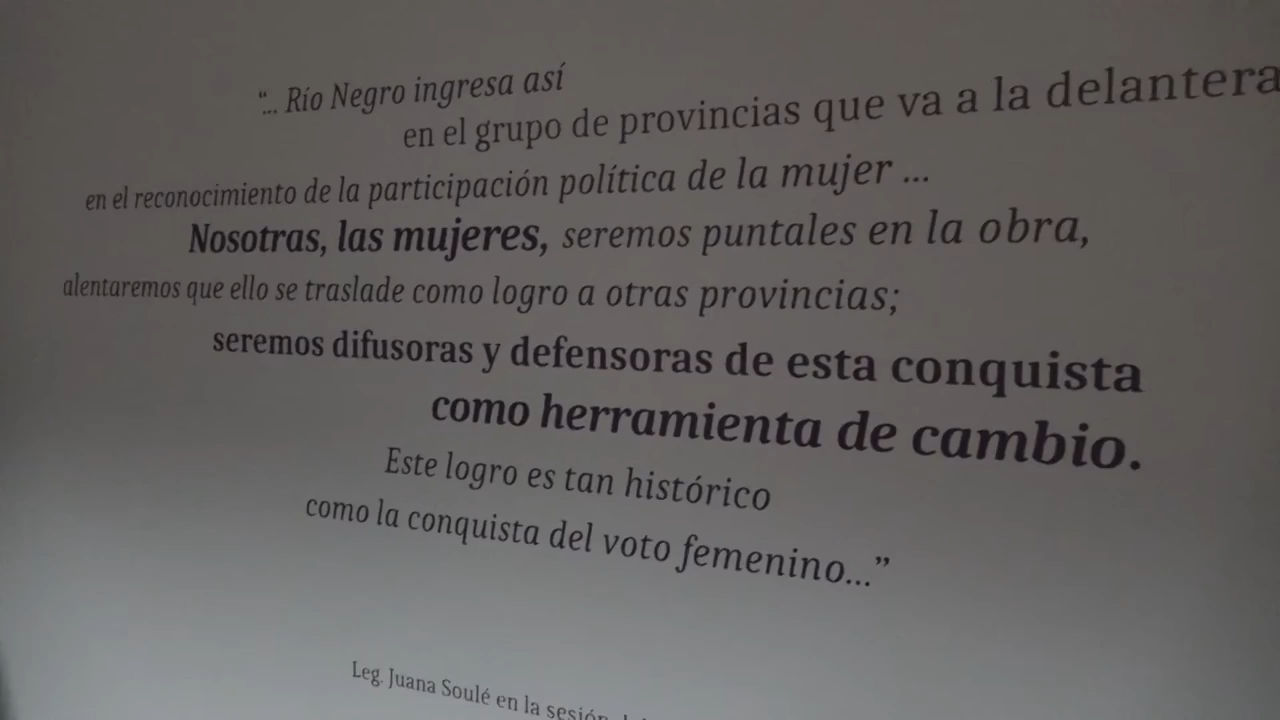 “... Río Negro ingresa así
en el grupo de provincias que va a la delantera
en el reconocimiento de la participación política de la mujer ...
Nosotras, las mujeres, seremos puntales en la obra,
alentaremos que ello se traslade como logro a otras provincias;
seremos difusoras y defensoras de esta conquista
como herramienta de cambio.
Este logro es tan histórico
como la conquista del voto femenino...”
Leg. Juana Soulé en la sesión